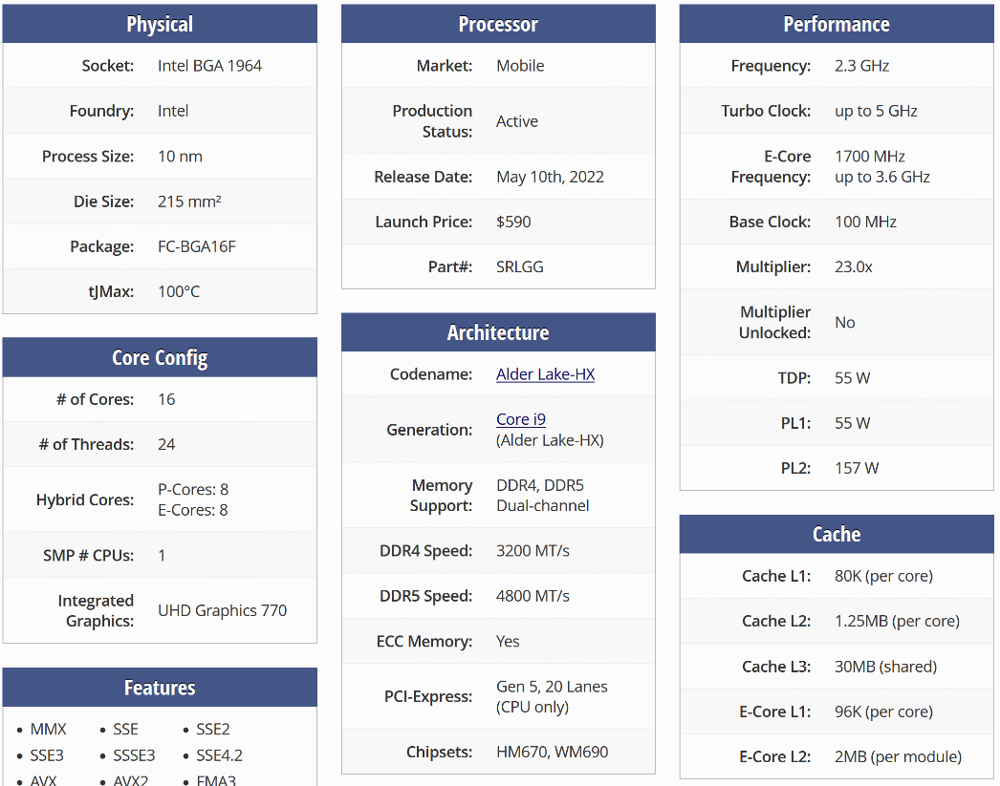 Physical
Socket: Intel BGA 1964
Foundry: Intel
Process Size: 10 nm
Die Size: 215 mm²
Package: FC-BGA16F
tJMax: 100°C
Core Config
# of Cores: 16
# of Threads: 24
Hybrid Cores: P-Cores: 8
E-Cores: 8
SMP # CPUs: 1
Integrated
Graphics: UHD Graphics 770
Features
• MMX • SSE • SSE2
• SSE3 • SSSE3 • SSE4.2
• AVX • AVX2 • FMA3
Processor
Market: Mobile
Production
Status: Active
Release Date: May 10th, 2022
Launch Price: $590
Part#: SRLGG
Architecture
Codename: Alder Lake-HX
Generation: Core i9
(Alder Lake-HX)
Memory DDR4, DDR5
Support: Dual-channel
DDR4 Speed: 3200 MT/s
DDR5 Speed: 4800 MT/s
ECC Memory: Yes
PCI-Express: Gen 5, 20 Lanes
(CPU only)
Chipsets: HM670, WM690
Performance
Frequency: 2.3 GHz
Turbo Clock: up to 5 GHz
E-Core 1700 MHz
Frequency: up to 3.6 GHz
Base Clock: 100 MHz
Multiplier: 23.0x
Multiplier
Unlocked: No
TDP: 55 W
PL1: 55 W
PL2: 157 W
Cache
Cache L1: 80K (per core)
Cache L2: 1.25MB (per core)
Cache L3: 30MB (shared)
E-Core L1: 96K (per core)
E-Core L2: 2MB (per module)